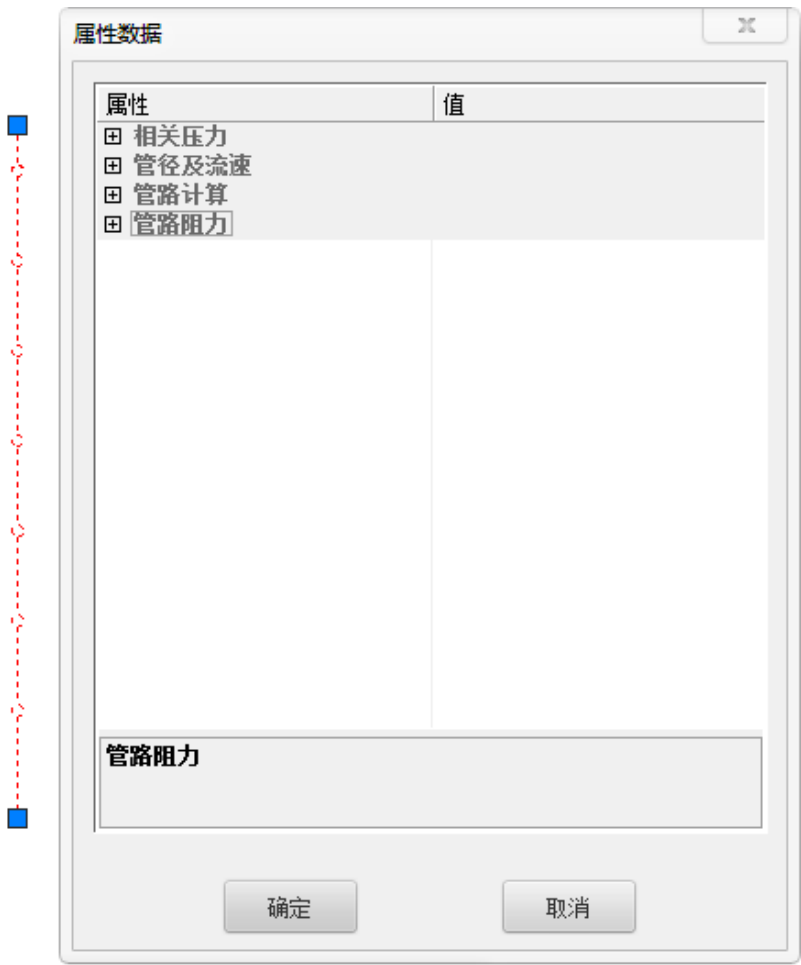 属性数据
属性 值
相关压力
管径及流速
管路计算
管路阻力
管路阻力
确定 取消